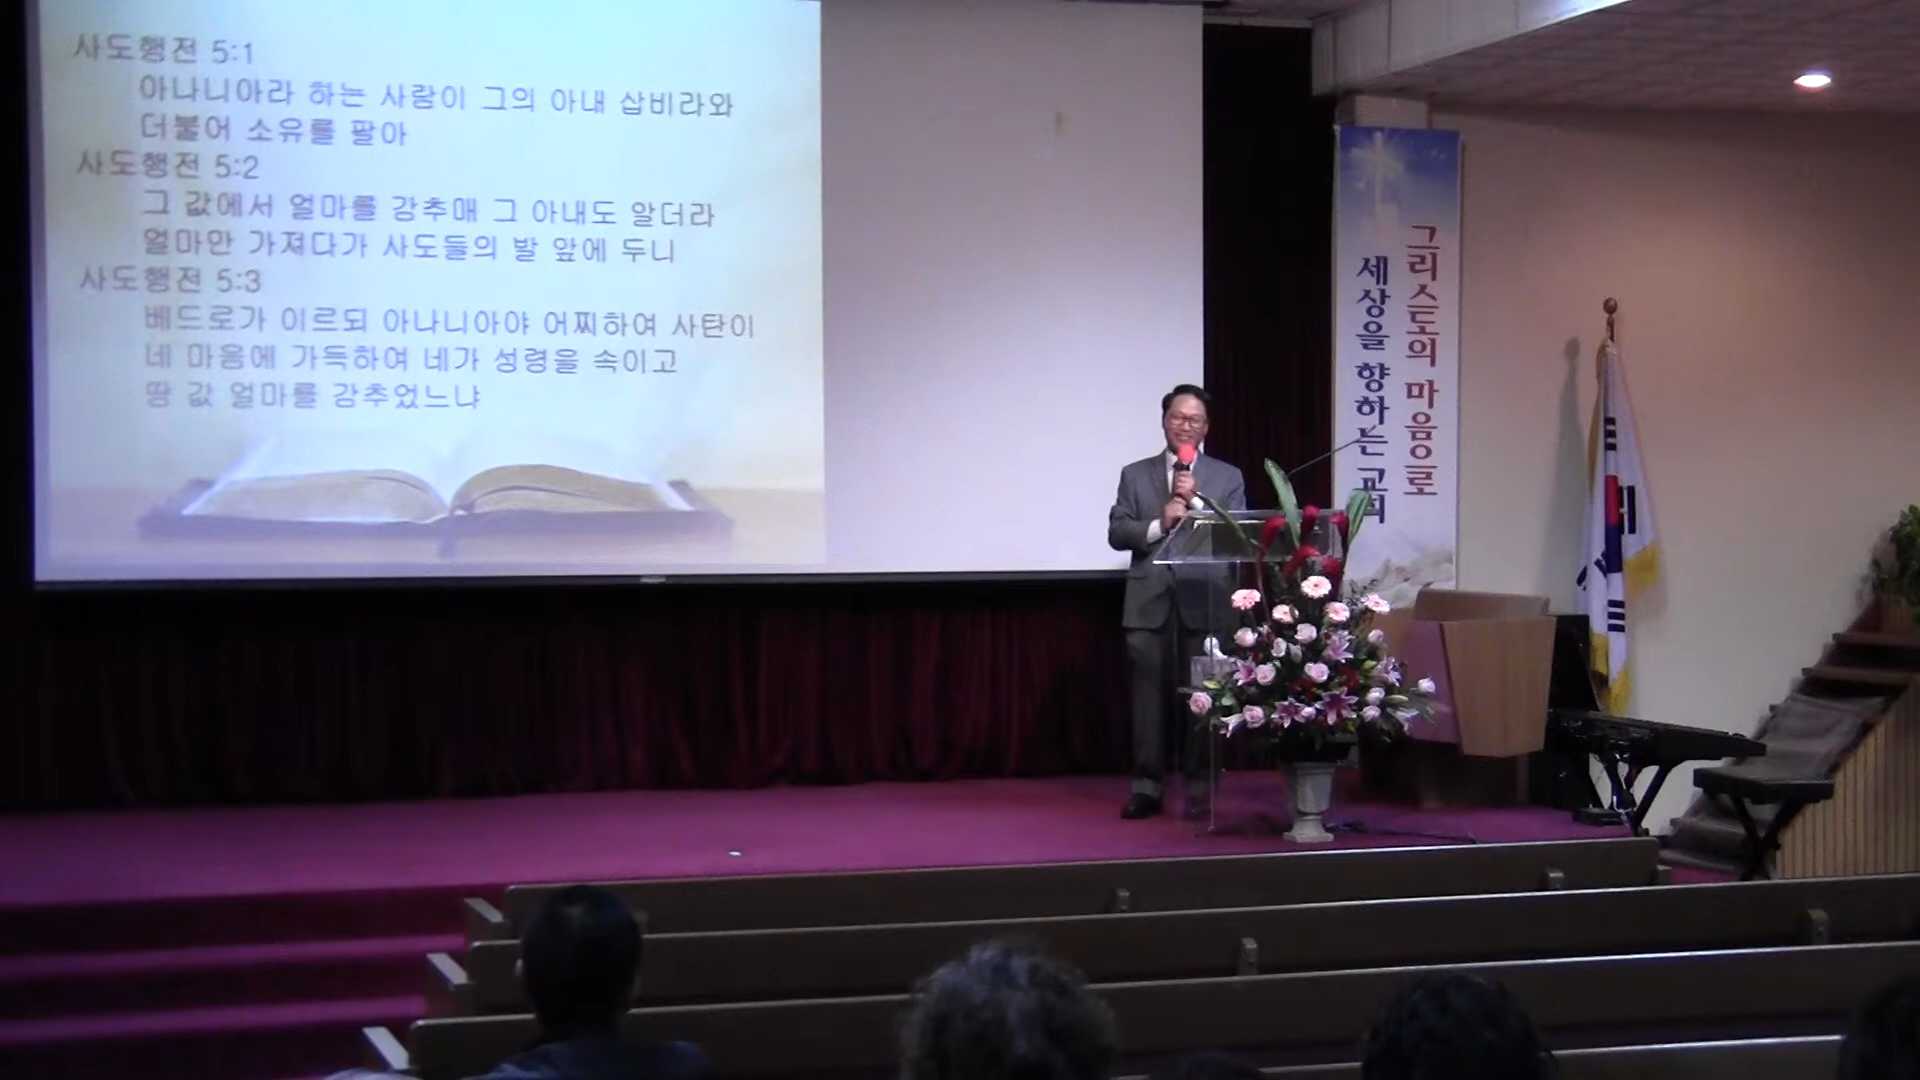 사도행전 5:1
아나니아라 하는 사람이 그의 아내 삽비라와
더불어 소유를 팔아
사도행전 5:2
그 값에서 얼마를 감추매 그 아내도 알더라
얼마만 가져다가 사도들의 발 앞에 두니
사도행전 5:3
베드로가 이르되 아나니아야 어찌하여 사탄이
네 마음에 가득하여 네가 성령을 속이고
땅 값 얼마를 감추었느냐
그리스도의 마음으로
세상을 향하는 교회